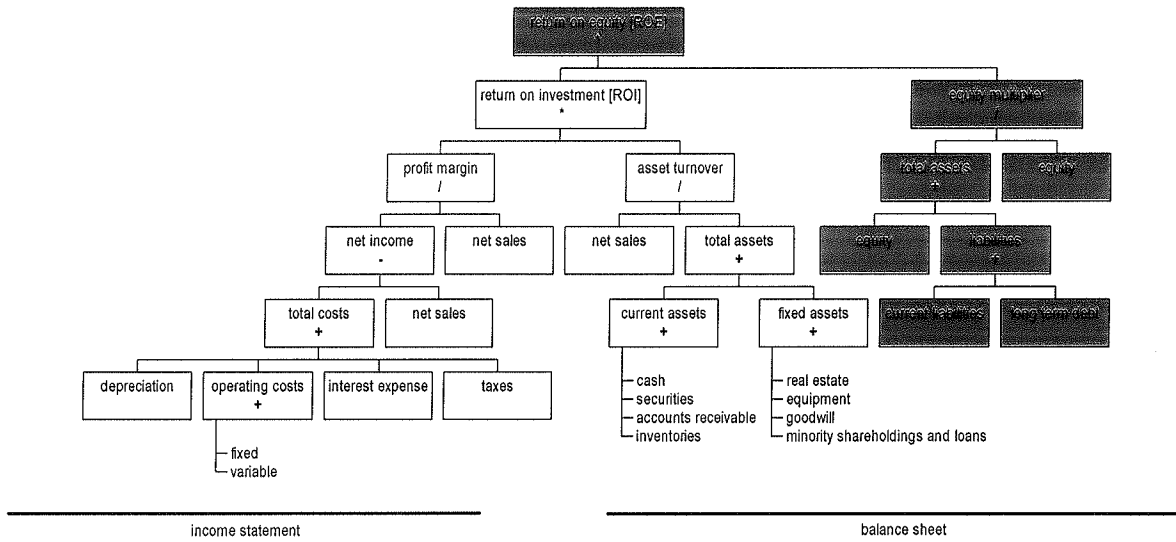 return on equity [ROE]
*
return on investment [ROI]
*
equity multiplier
/
profit margin
/
asset turnover
/
total assets
+
equity
net income
-
net sales
net sales
total assets
+
equity
liabilities
+
total costs
+
net sales
current assets
+
fixed assets
+
current liabilities
long term debt
depreciation
operating costs
+
interest expense
taxes
fixed
variable
cash
securities
accounts receivable
inventories
real estate
equipment
goodwill
minority shareholdings and loans
income statement
balance sheet